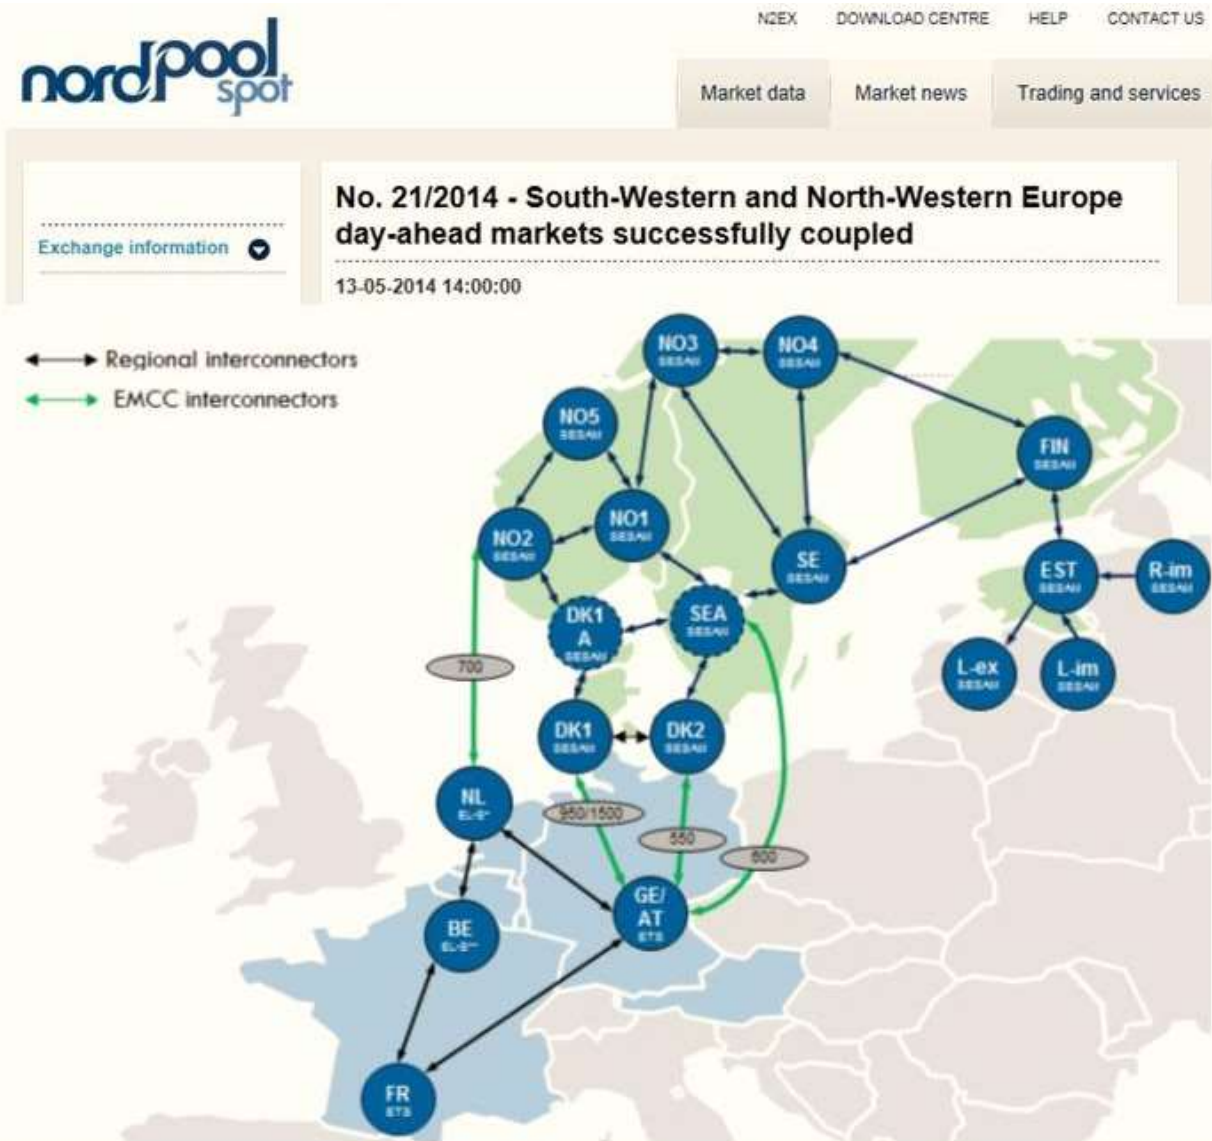 N2EX DOWNLOAD CENTRE HELP CONTACT US
nordpool
spot
Market data Market news Trading and services
No. 21/2014 - South-Western and North-Western Europe
day-ahead markets successfully coupled
Exchange information
13-05-2014 14:00:00
Regional interconnectors
EMCC interconnectors
NO3
NO4
NO5
FIN
NO1
NO2
SE
EST
R-im
DK1
A
SEA
L-ex
L-im
700
DK1
DK2
NL
950/1500
550
600
GE/
AT
ETS
BE
FR
ETS